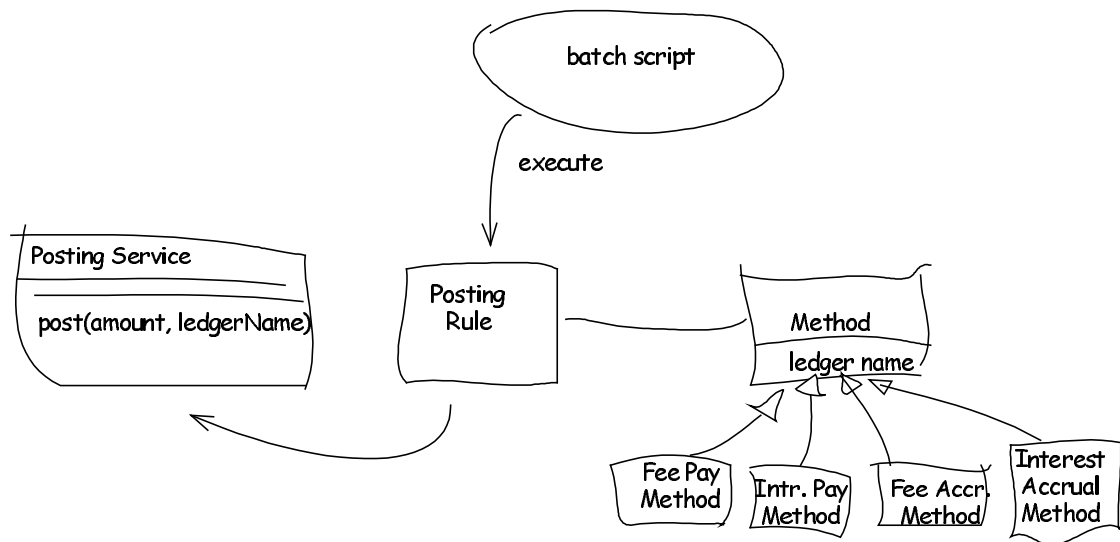 batch script
execute
Posting Service
post(amount, ledgerName)
Posting
Rule
Method
ledger name
Fee Pay
Method
Intr. Pay
Method
Fee Accr.
Method
Interest
Accrual
Method